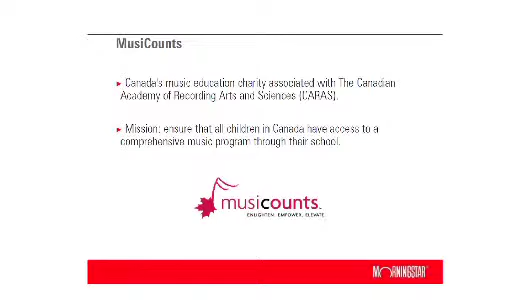 MusiCounts
► Canada's music education charity associated with The Canadian
Academy of Recording Arts and Sciences (CARAS).
► Mission: ensure that all children in Canada have access to a
comprehensive music program through their school.
musicounts™
ENLIGHTEN. EMPOWER. ELEVATE
MORNINGSTAR®